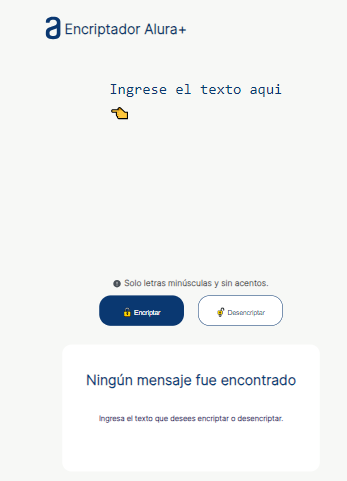 a Encriptador Alura+
Ingrese el texto aqui
Solo letras minúsculas y sin acentos.
Encriptar
Desencriptar
Ningún mensaje fue encontrado
Ingresa el texto que desees encriptar o desencriptar.